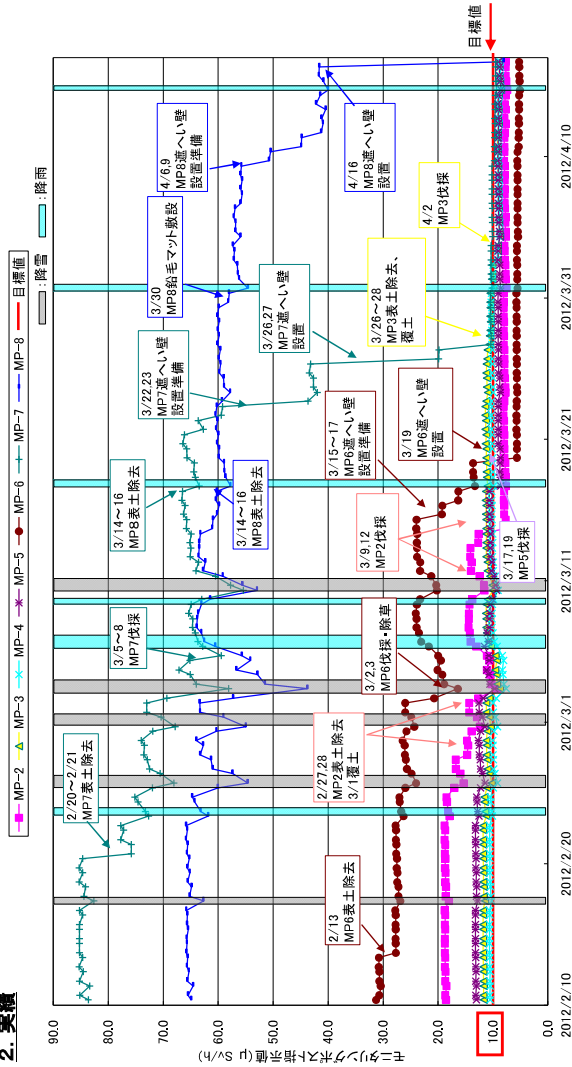 2. 実績
MP-2 MP-3 MP-4 MP-5 MP-6 MP-7 MP-8 目標値
:降雪 :降雨
モニタリングポスト指示値(μSv/h)
90.0
80.0
70.0
60.0
50.0
40.0
30.0
20.0
10.0
0.0
2/20~2/21
MP7表土除去
3/5~8
MP7伐採
3/14~16
MP8表土除去
3/22,23
MP7遮へい壁
設置準備
3/30
MP8鉛毛マット敷設
4/6,9
MP8遮へい壁
設置準備
3/14~16
MP8表土除去
3/26,27
MP7遮へい壁
設置
4/16
MP8遮へい壁
設置
2/13
MP6表土除去
2/27,28
MP2表土除去
3/1覆土
3/2,3
MP6伐採・除草
3/9,12
MP2伐採
3/15~17
MP6遮へい壁
設置準備
3/19
MP6遮へい壁
設置
3/17,19
MP5伐採
3/26~28
MP3表土除去、
覆土
4/2
MP3伐採
目標値
2012/2/10
2012/2/20
2012/3/1
2012/3/11
2012/3/21
2012/3/31
2012/4/10